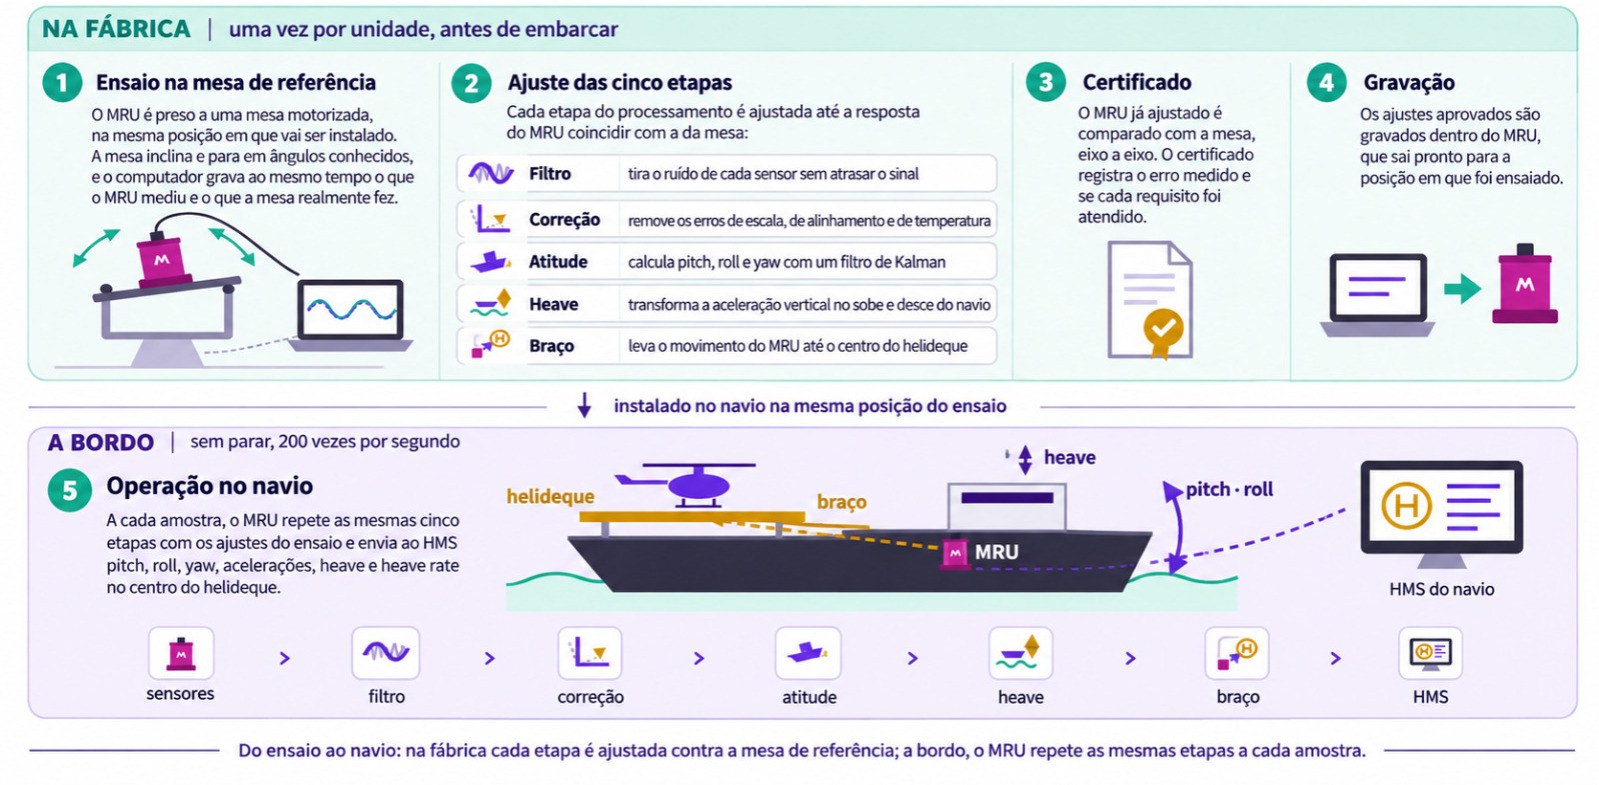 NA FÁBRICA | uma vez por unidade, antes de embarcar
1 Ensaio na mesa de referência
O MRU é preso a uma mesa motorizada,
na mesma posição em que vai ser instalado.
A mesa inclina e para em ângulos conhecidos,
e o computador grava ao mesmo tempo o que
o MRU mediu e o que a mesa realmente fez.
M
2 Ajuste das cinco etapas
Cada etapa do processamento é ajustada até a resposta
do MRU coincidir com a da mesa:
Filtro tira o ruído de cada sensor sem atrasar o sinal
Correção remove os erros de escala, de alinhamento e de temperatura
Atitude calcula pitch, roll e yaw com um filtro de Kalman
Heave transforma a aceleração vertical no sobe e desce do navio
H
Braço leva o movimento do MRU até o centro do helideque
3 Certificado
O MRU já ajustado é
comparado com a mesa,
eixo a eixo. O certificado
registra o erro medido e
se cada requisito foi
atendido.
4 Gravação
Os ajustes aprovados são
gravados dentro do MRU,
que sai pronto para a
posição em que foi ensaiado.
M
instalado no navio na mesma posição do ensaio
A BORDO | sem parar, 200 vezes por segundo
5 Operação no navio
A cada amostra, o MRU repete as mesmas cinco
etapas com os ajustes do ensaio e envia ao HMS
pitch, roll, yaw, acelerações, heave e heave rate
no centro do helideque.
helideque
braço
heave
pitch · roll
M MRU
H
HMS do navio
H
H
sensores > filtro > correção > atitude > heave > braço > HMS
Do ensaio ao navio: na fábrica cada etapa é ajustada contra a mesa de referência; a bordo, o MRU repete as mesmas etapas a cada amostra.